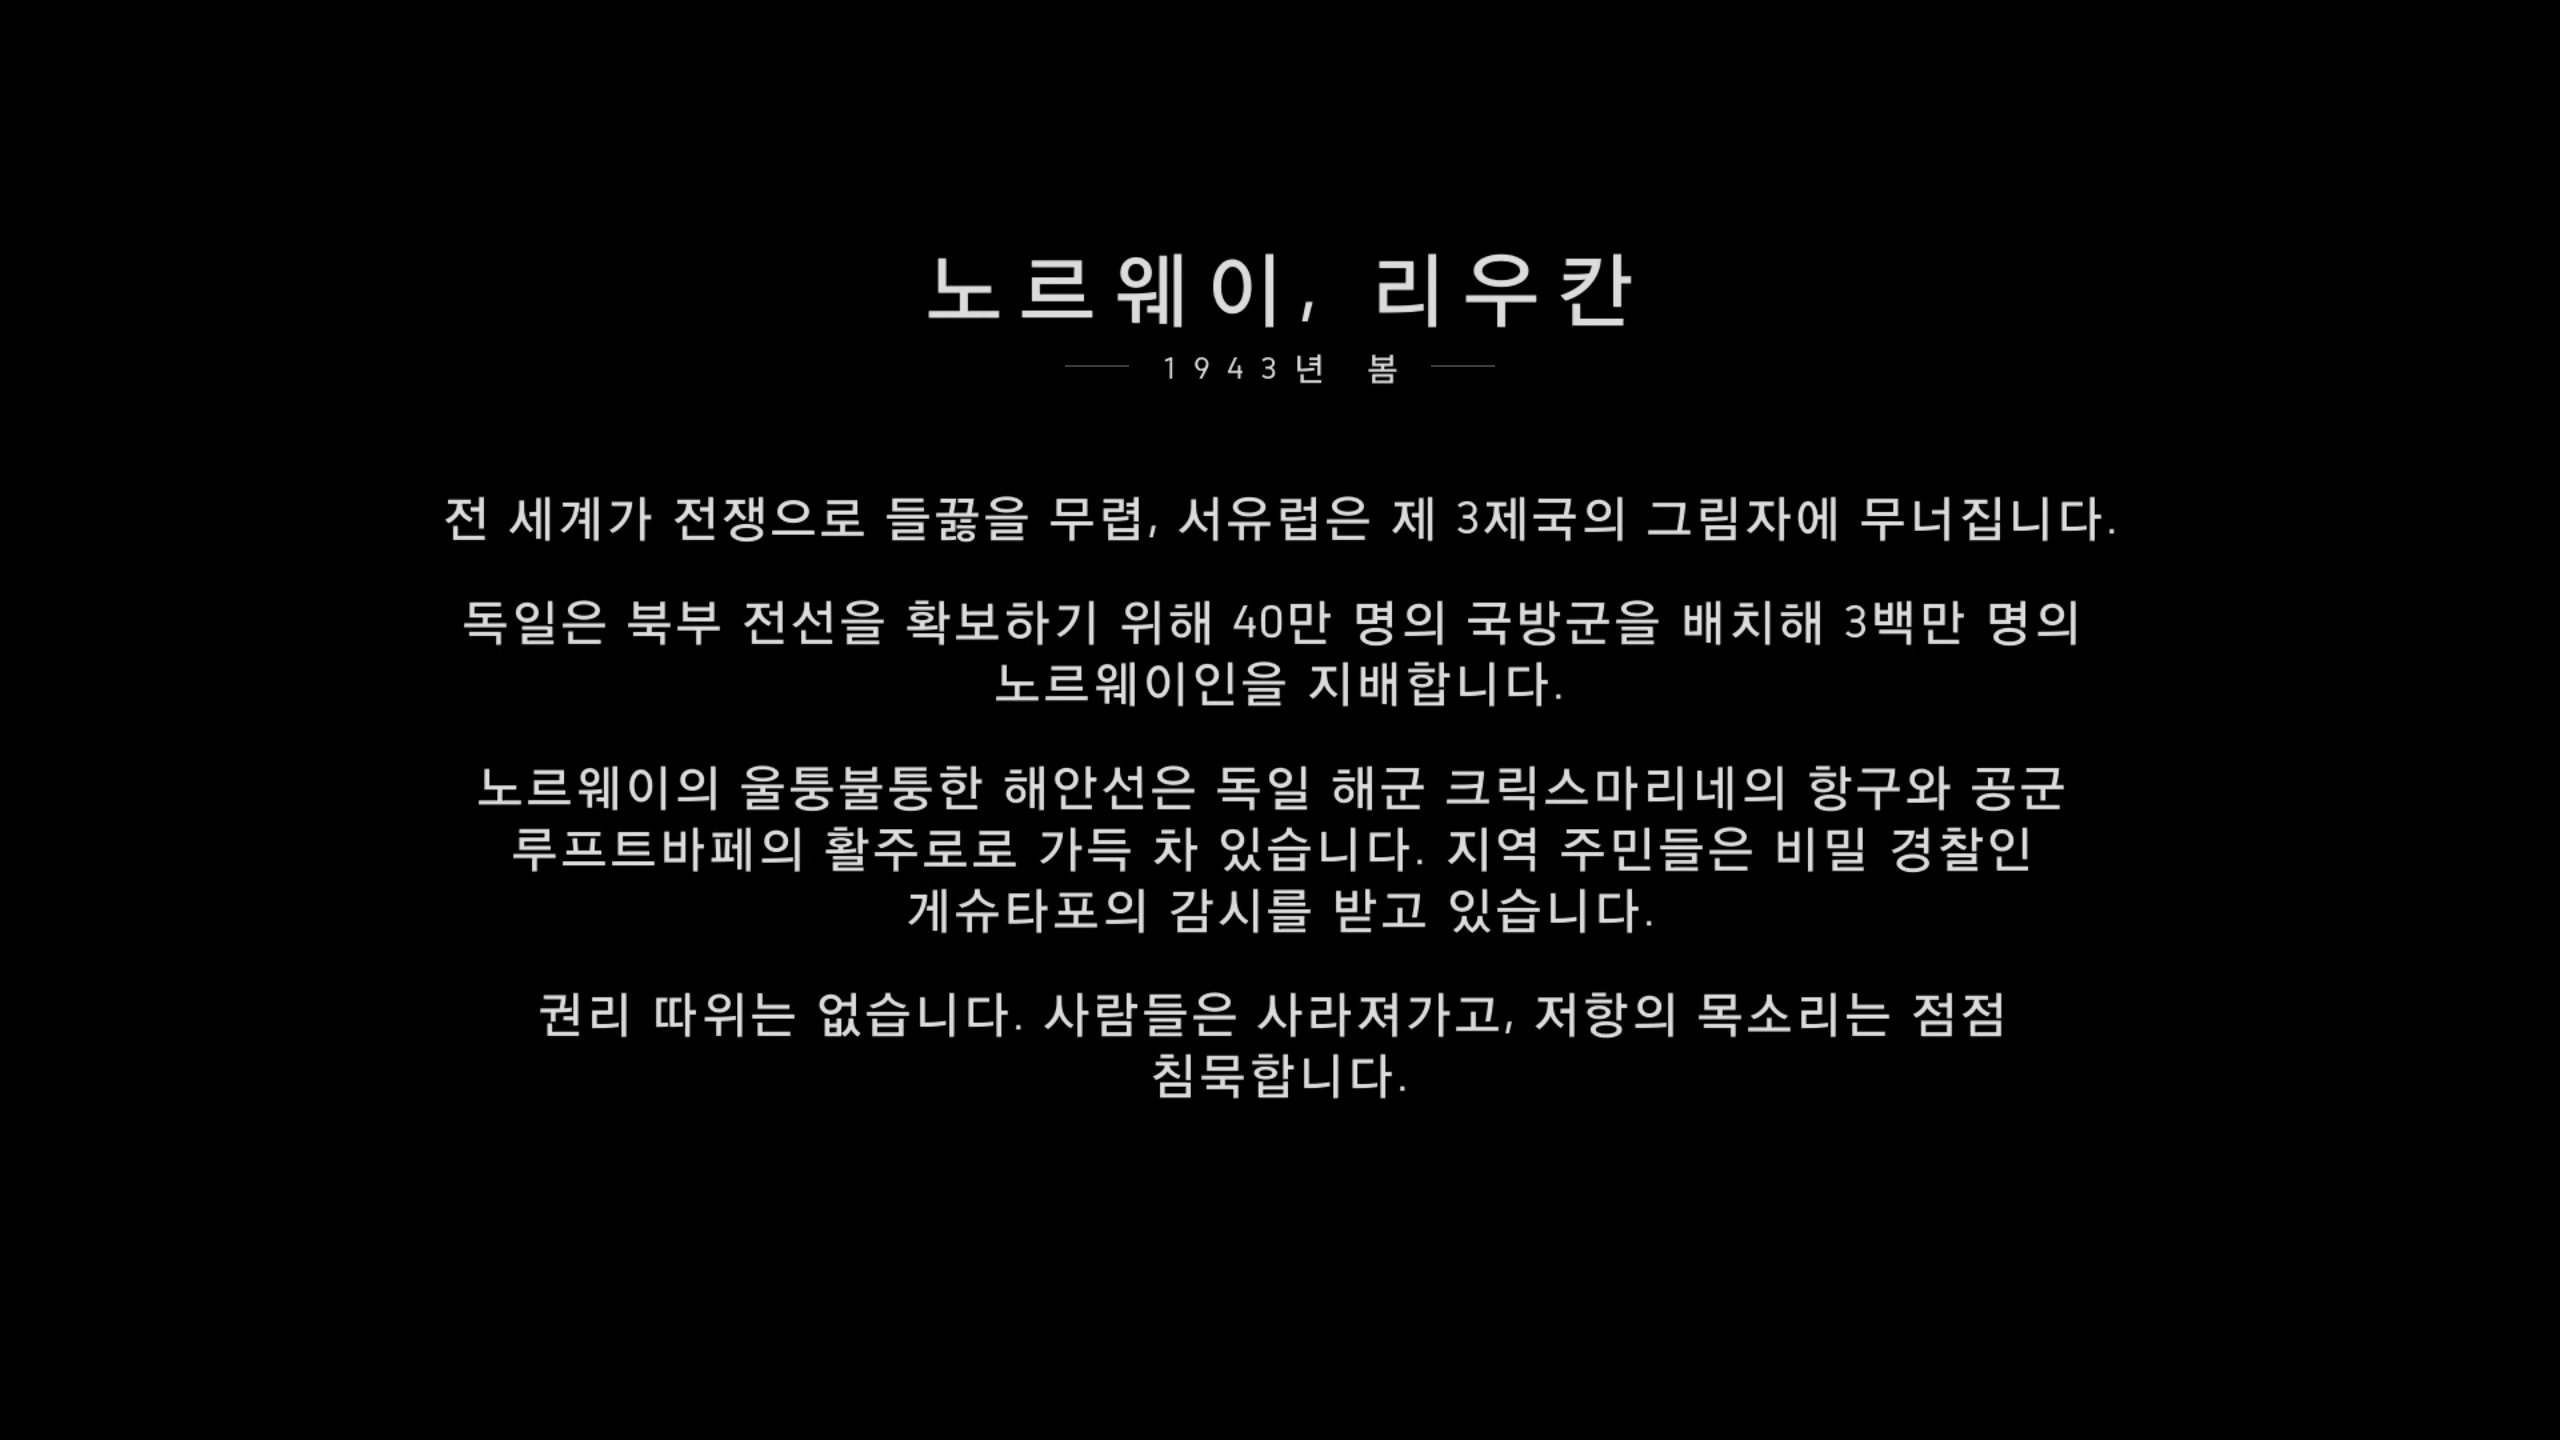 노르웨이, 리우칸
1943년 봄
전 세계가 전쟁으로 들끓을 무렵, 서유럽은 제 3제국의 그림자에 무너집니다.
독일은 북부 전선을 확보하기 위해 40만 명의 국방군을 배치해 3백만 명의
노르웨이인을 지배합니다.
노르웨이의 울퉁불퉁한 해안선은 독일 해군 크릭스마리네의 항구와 공군
루프트바페의 활주로로 가득 차 있습니다. 지역 주민들은 비밀 경찰인
게슈타포의 감시를 받고 있습니다.
권리 따위는 없습니다. 사람들은 사라져가고, 저항의 목소리는 점점
침묵합니다.